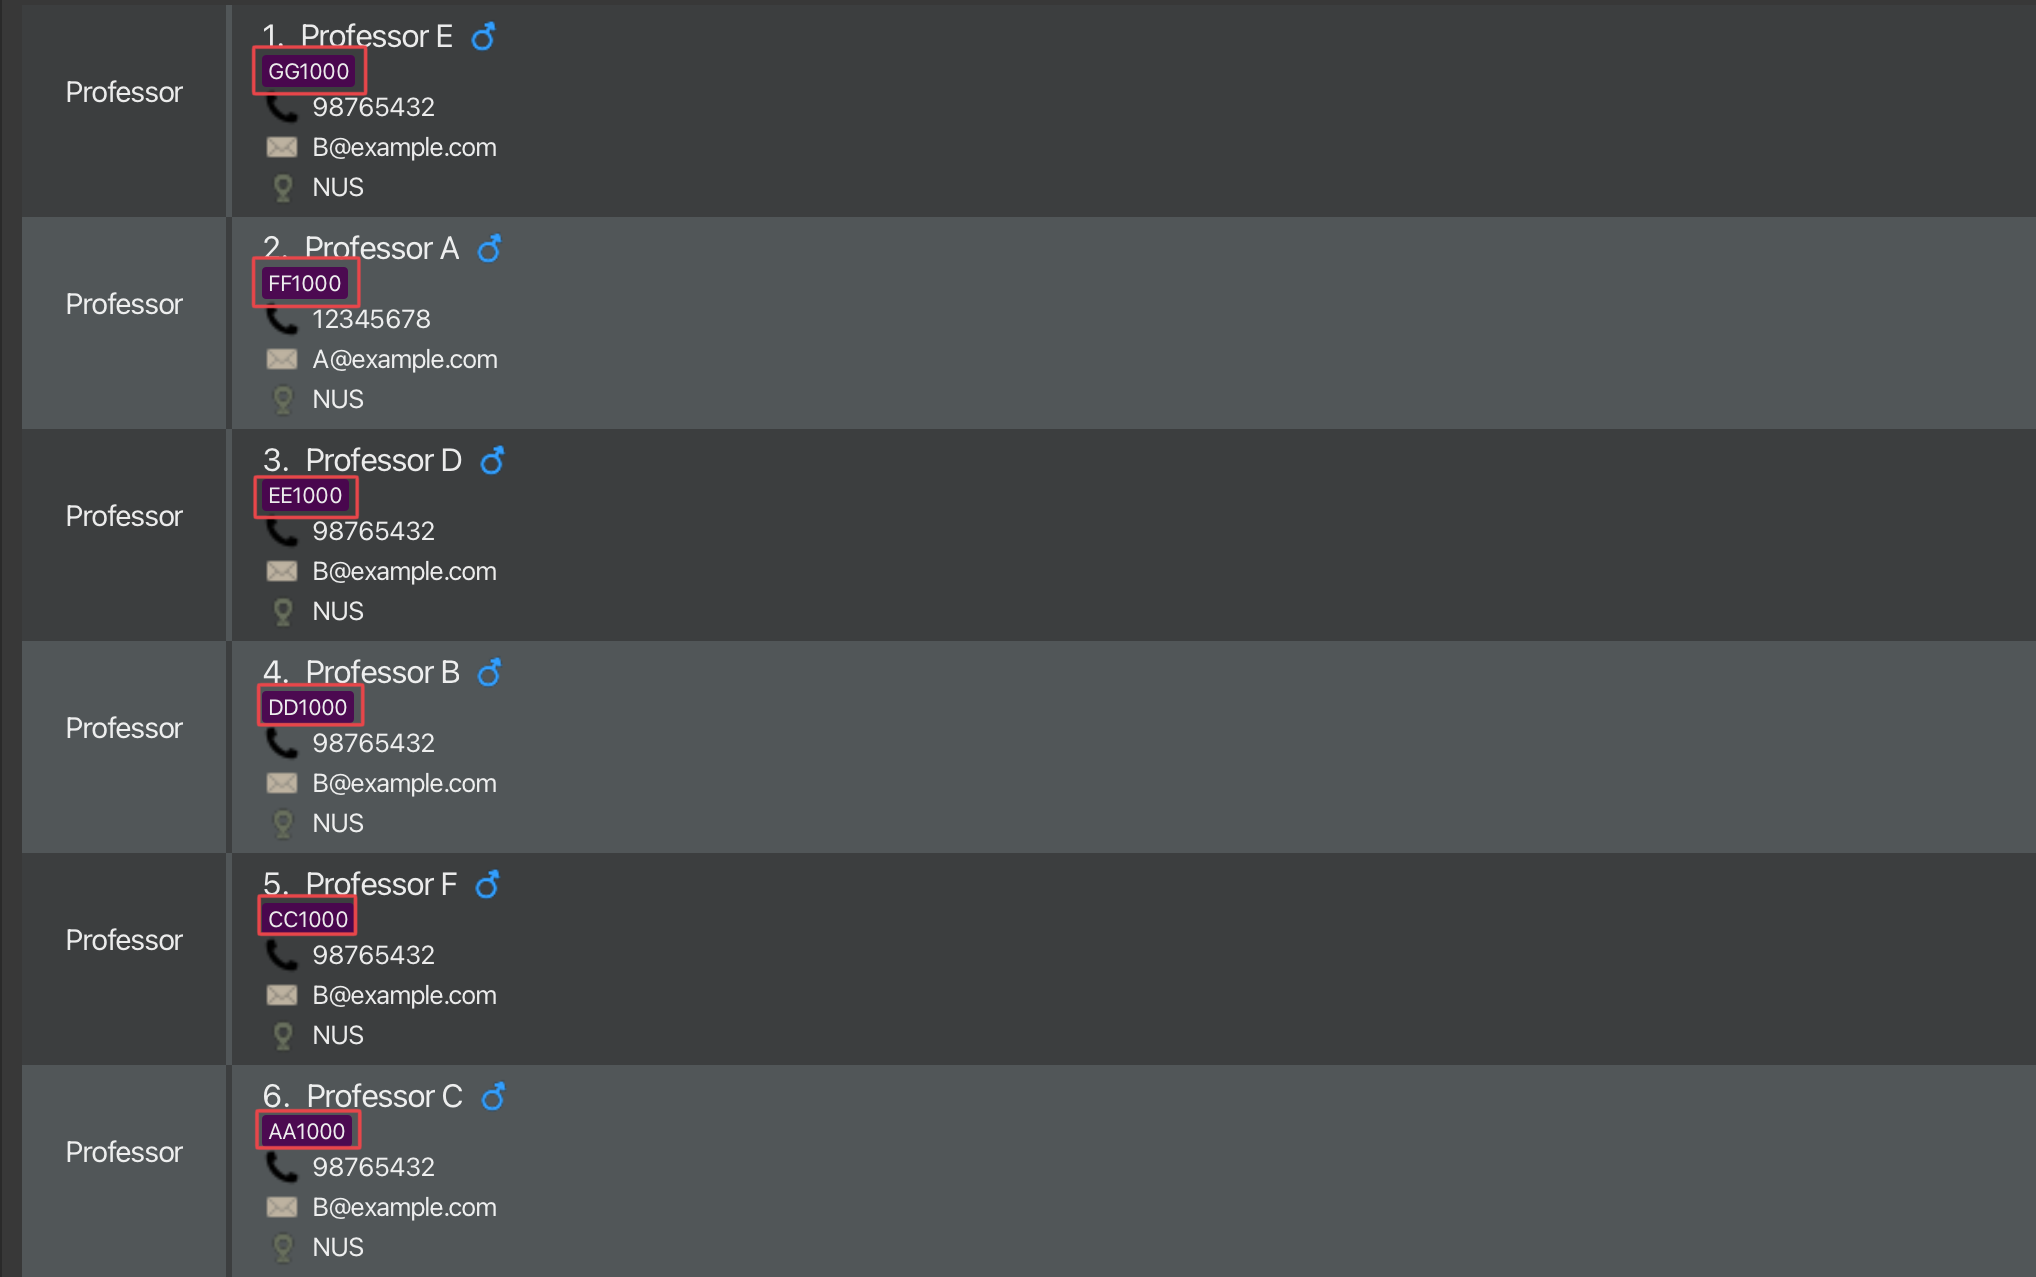 Professor
1. Professor E
GG1000
98765432
B@example.com
NUS
Professor
2. Professor A
FF1000
12345678
A@example.com
NUS
Professor
3. Professor D
EE1000
98765432
B@example.com
NUS
Professor
4. Professor B
DD1000
98765432
B@example.com
NUS
Professor
5. Professor F
CC1000
98765432
B@example.com
NUS
Professor
6. Professor C
AA1000
98765432
B@example.com
NUS